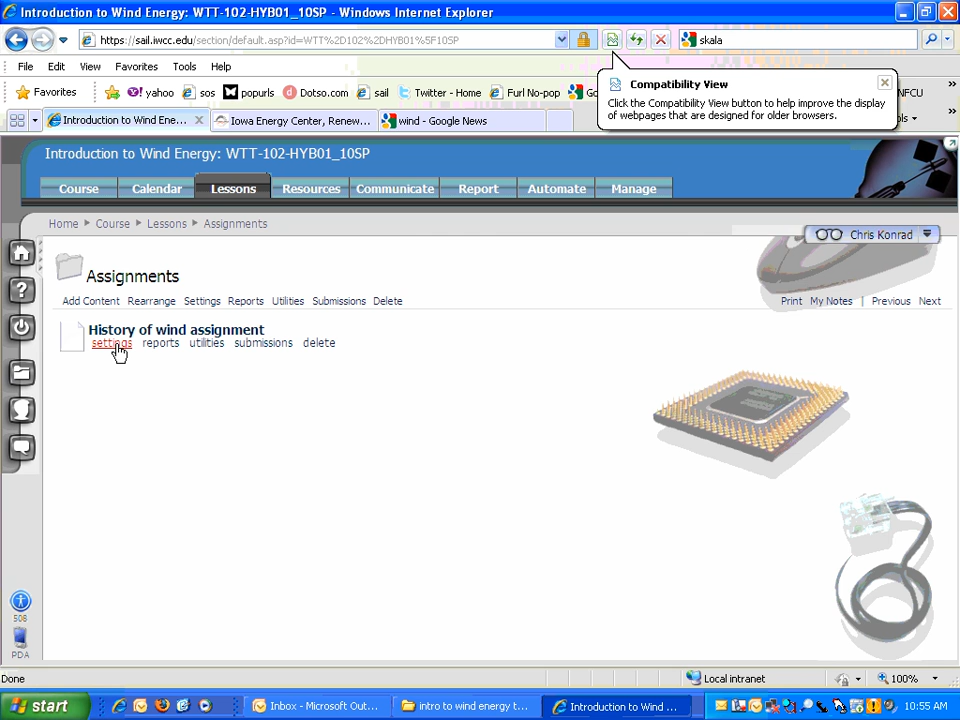 Introduction to Wind Energy: WTT-102-HYB01_10SP - Windows Internet Explorer
https://sail.iwcc.edu/section/default.asp?id=WTT%2D102%2DHYB01%5F10SP
skala
File Edit View Favorites Tools Help
Compatibility View
Click the Compatibility View button to help improve the display of webpages that are designed for older browsers.
Favorites yahoo sos popurls Dotso.com sail Twitter - Home Furl No-pop Go NFCU
Introduction to Wind Ene... Iowa Energy Center, Renew... wind - Google News
Introduction to Wind Energy: WTT-102-HYB01_10SP
Course Calendar Lessons Resources Communicate Report Automate Manage
Home Course Lessons Assignments
Chris Konrad
Assignments
Add Content Rearrange Settings Reports Utilities Submissions Delete
Print My Notes | Previous Next
History of wind assignment
settings reports utilities submissions delete
508
PDA
Done
Local intranet
100%
start
Inbox - Microsoft Out...
intro to wind energy t...
Introduction to Wind ...
10:55 AM